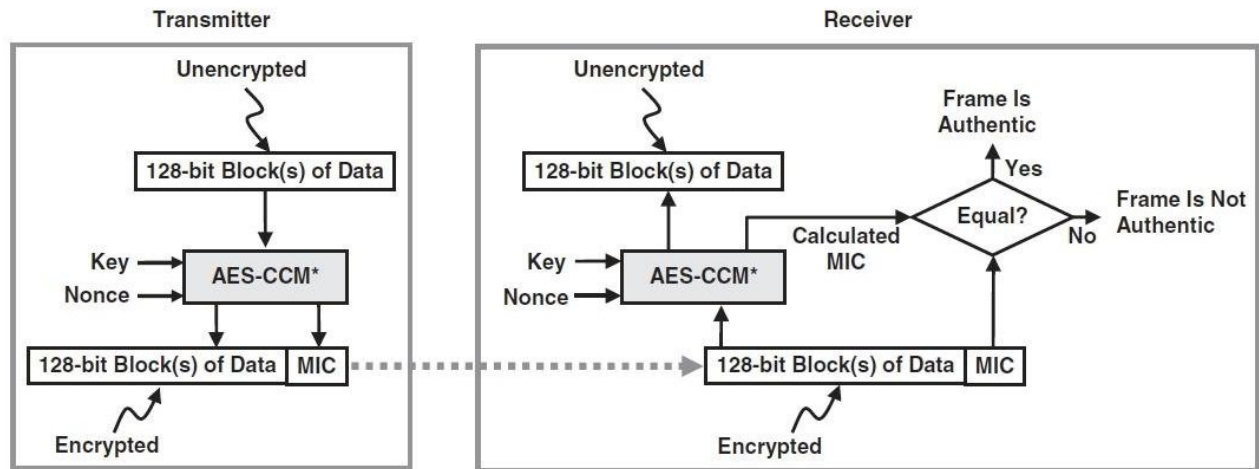 Transmitter
Unencrypted
128-bit Block(s) of Data
Key
Nonce
AES-CCM*
128-bit Block(s) of Data
MIC
Encrypted
Receiver
Unencrypted
128-bit Block(s) of Data
Key
Nonce
AES-CCM*
Calculated
MIC
Frame Is
Authentic
Yes
Equal?
No
Frame Is Not
Authentic
128-bit Block(s) of Data
MIC
Encrypted